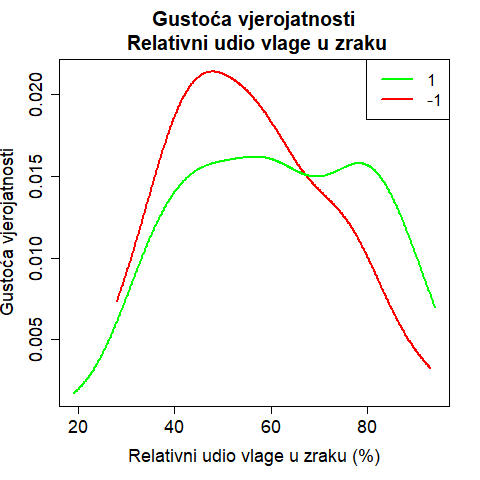 Gustoća vjerojatnosti
Relativni udio vlage u zraku
1
-1
Gustoća vjerojatnosti
0.020
0.015
0.010
0.005
20
40
60
80
Relativni udio vlage u zraku (%)